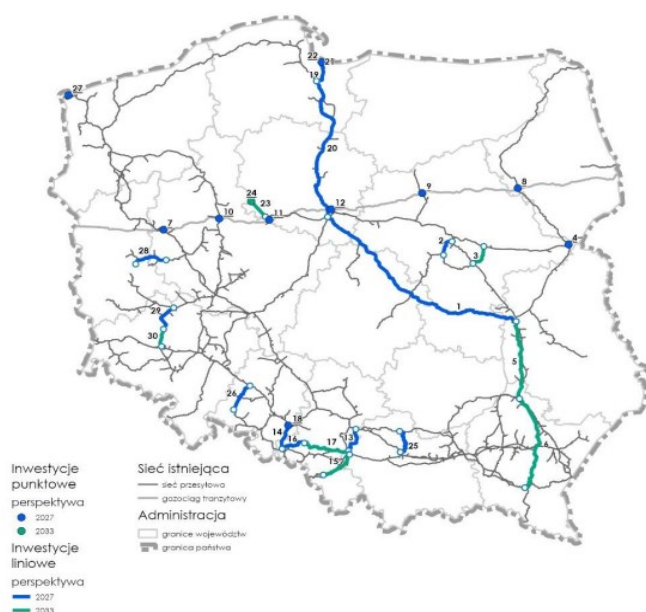 22
21
19
27
20
24
23
12
11
10
9
8
7
4
2
3
28
1
29
30
5
26
18
14
16
17
13
15
25
6
Inwestycje
punktowe
perspektywa
2027
2033
Inwestycje
liniowe
perspektywa
2027
2033
Sieć istniejąca
sieć przesyłowa
gazociąg tranzytowy
Administracja
granice województw
granica państwa